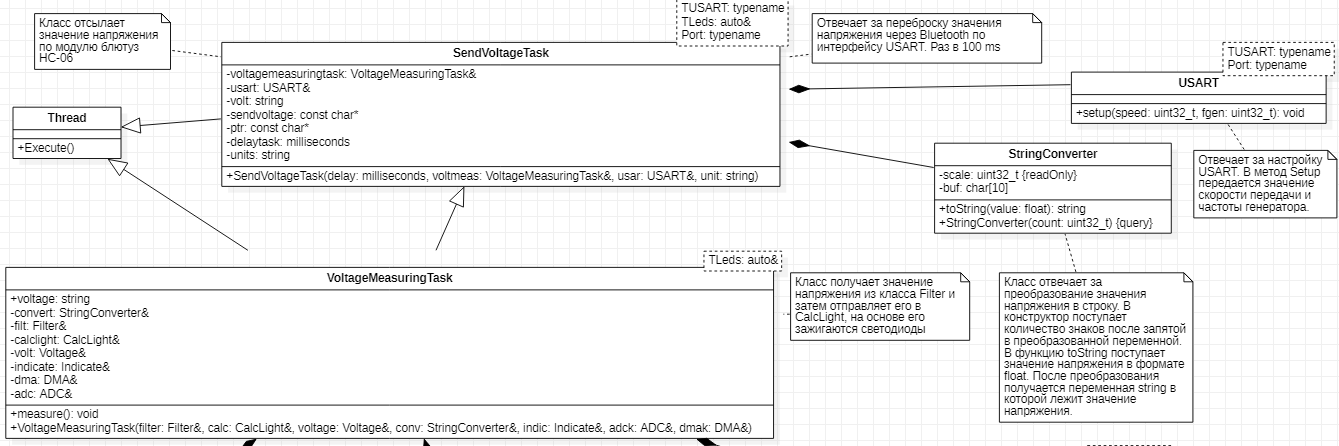 Класс отсылает
значение напряжения
по модулю блютуз
HC-06
TUSART: typename
TLeds: auto&
Port: typename
SendVoltageTask
-voltagemeasuringtask: VoltageMeasuringTask&
-usart: USART&
-volt: string
-sendvoltage: const char*
-ptr: const char*
-delaytask: milliseconds
-units: string
+SendVoltageTask(delay: milliseconds, voltmeas: VoltageMeasuringTask&, usar: USART&, unit: string)
Отвечает за переброску значения
напряжения через Bluetooth по
интерфейсу USART. Раз в 100 ms
TUSART: typename
Port: typename
USART
+setup(speed: uint32_t, fgen: uint32_t): void
Thread
+Execute()
StringConverter
-scale: uint32_t {readOnly}
-buf: char[10]
+toString(value: float): string
+StringConverter(count: uint32_t) {query}
Отвечает за настройку
USART. В метод Setup
передается значение
скорости передачи и
частоты генератора.
TLeds: auto&
VoltageMeasuringTask
+voltage: string
-convert: StringConverter&
-filt: Filter&
-calclight: CalcLight&
-volt: Voltage&
-indicate: Indicate&
-dma: DMA&
-adc: ADC&
+measure(): void
+VoltageMeasuringTask(filter: Filter&, calc: CalcLight&, voltage: Voltage&, conv: StringConverter&, indic: Indicate&, adck: ADC&, dmak: DMA&)
Класс получает значение
напряжения из класса Filter и
затем отправляет его в
CalcLight, на основе его
зажигаются светодиоды
Класс отвечает за
преобразование значения
напряжения в строку. В
конструктор поступает
количество знаков после запятой
в преобразованной переменной.
В функцию toString поступает
значение напряжения в формате
float. После преобразования
получается переменная string в
которой лежит значение
напряжения.